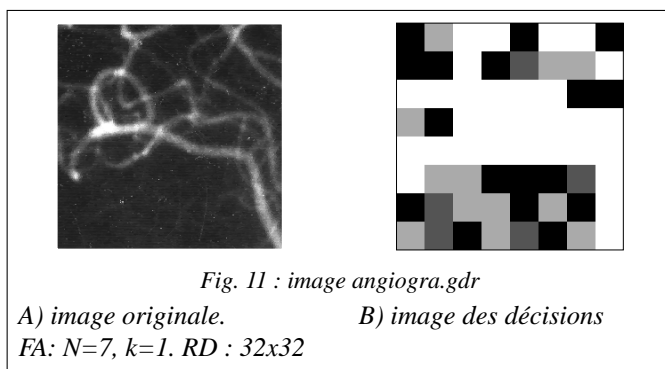 Fig. 11 : image angiogra.gdr
A) image originale. B) image des décisions
FA: N=7, k=1. RD : 32x32